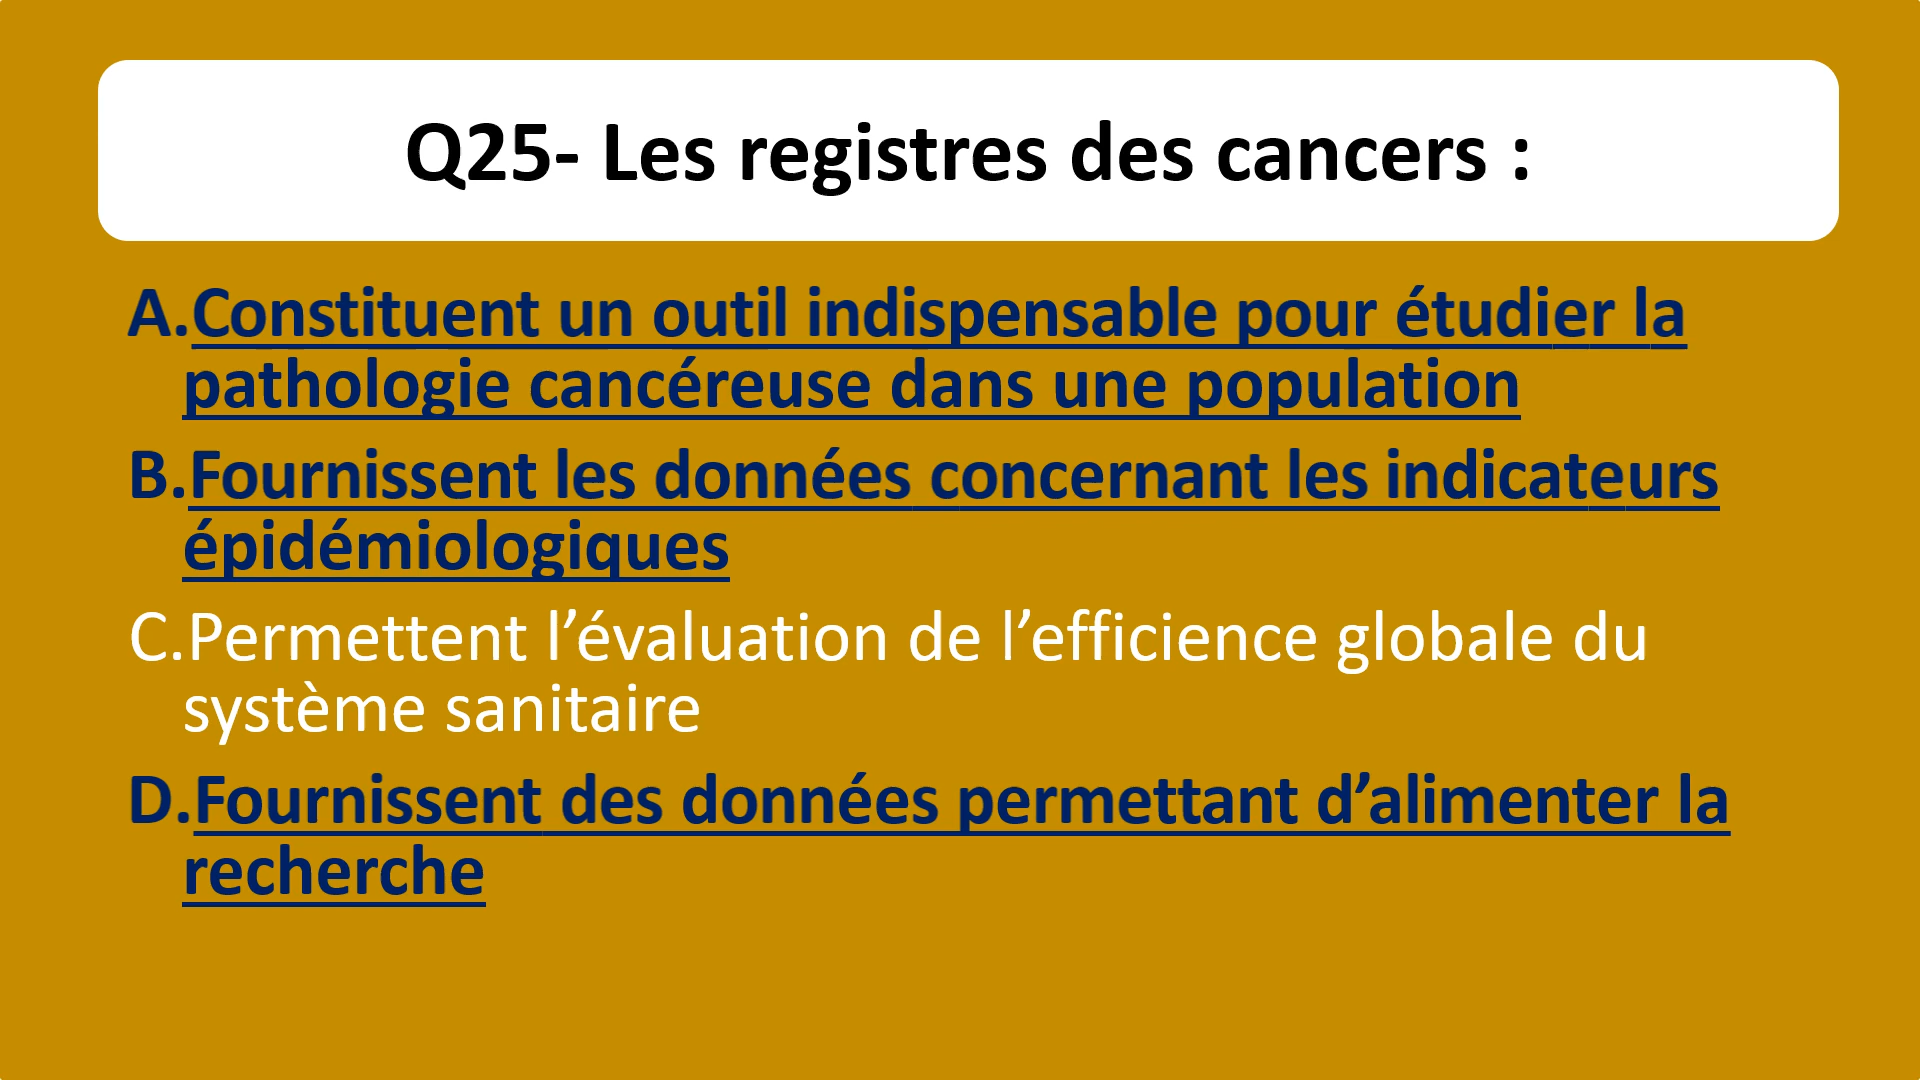 Q25- Les registres des cancers :
A.Constituent un outil indispensable pour étudier la
pathologie cancéreuse dans une population
B.Fournissent les données concernant les indicateurs
épidémiologiques
C.Permettent l’évaluation de l’efficience globale du
système sanitaire
D.Fournissent des données permettant d’alimenter la
recherche